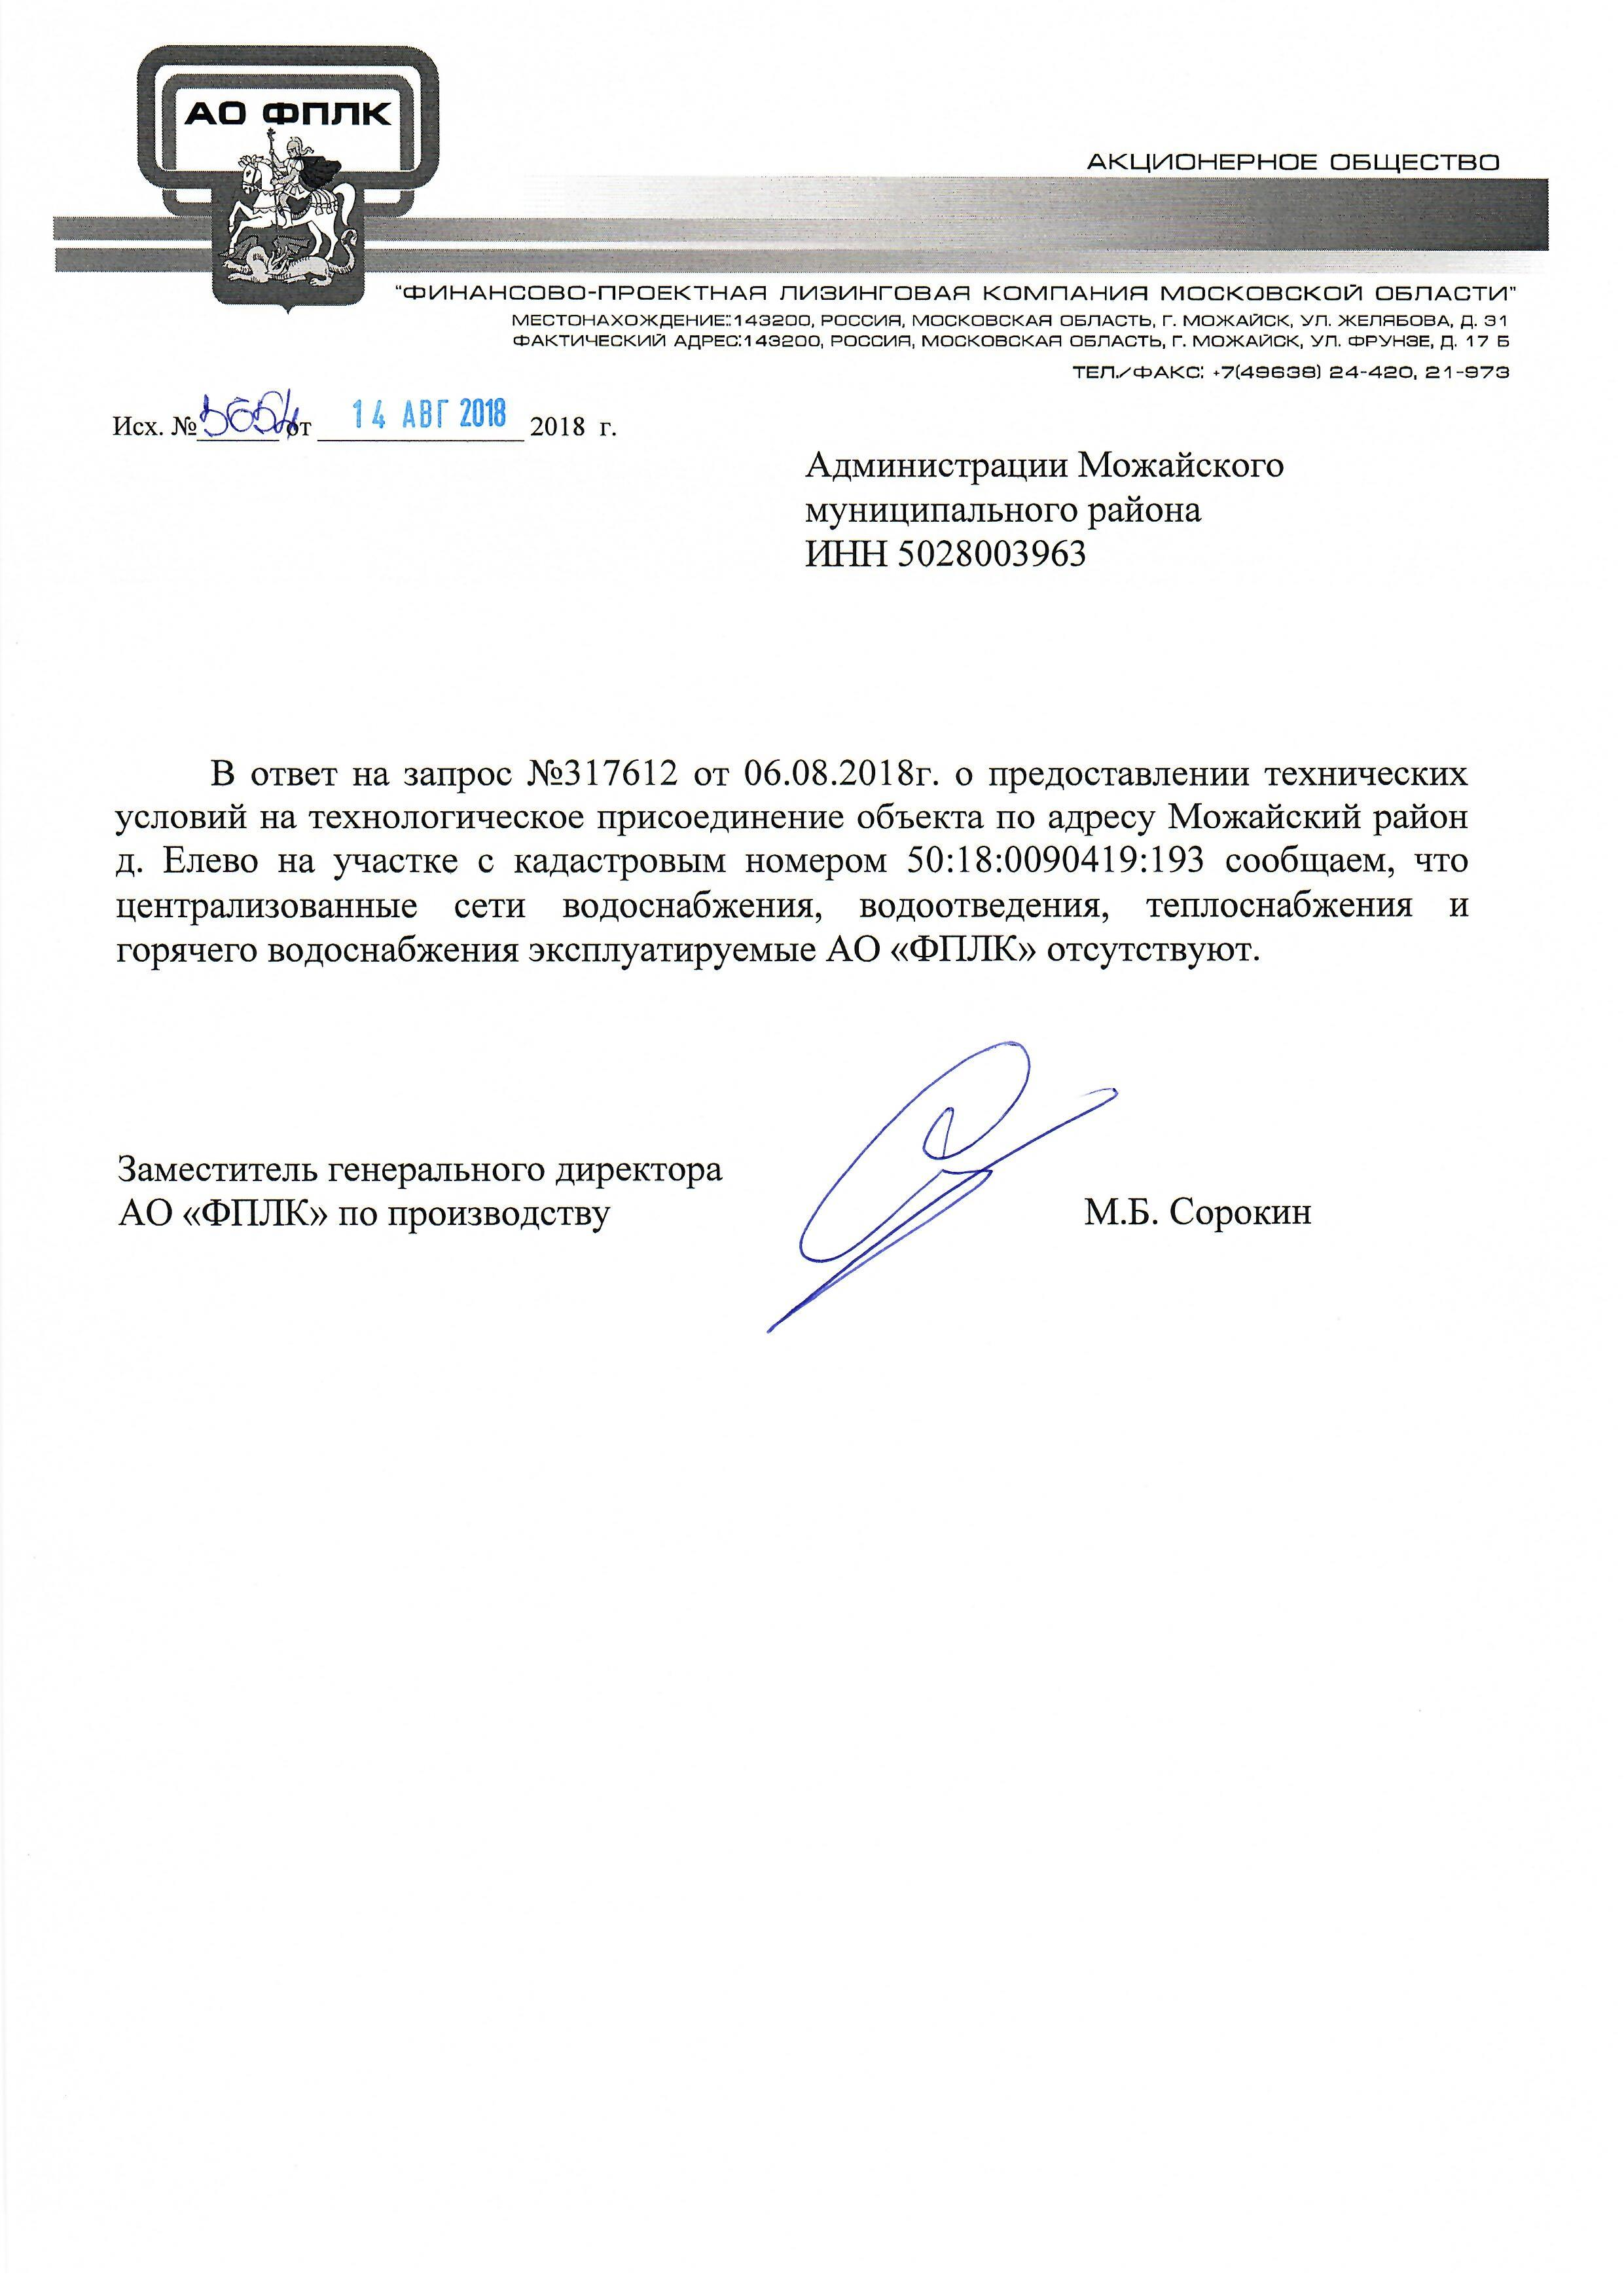 АО ФПЛК
АКЦИОНЕРНОЕ ОБЩЕСТВО
"ФИНАНСОВО-ПРОЕКТНАЯ ЛИЗИНГОВАЯ КОМПАНИЯ МОСКОВСКОЙ ОБЛАСТИ"
МЕСТОНАХОЖДЕНИЕ:143200, РОССИЯ, МОСКОВСКАЯ ОБЛАСТЬ, Г. МОЖАЙСК, УЛ. ЖЕЛЯБОВА, Д. 31
ФАКТИЧЕСКИЙ АДРЕС:143200, РОССИЯ, МОСКОВСКАЯ ОБЛАСТЬ, Г. МОЖАЙСК, УЛ. ФРУНЗЕ, Д. 17 Б
ТЕЛ./ФАКС: +7(49638) 24-420, 21-973
Исх. № от 14 АВГ 2018 2018 г.
Администрации Можайского
муниципального района
ИНН 5028003963
В ответ на запрос №317612 от 06.08.2018г. о предоставлении технических
условий на технологическое присоединение объекта по адресу Можайский район
д. Елево на участке с кадастровым номером 50:18:0090419:193 сообщаем, что
централизованные сети водоснабжения, водоотведения, теплоснабжения и
горячего водоснабжения эксплуатируемые АО «ФПЛК» отсутствуют.
Заместитель генерального директора
АО «ФПЛК» по производству
М.Б. Сорокин